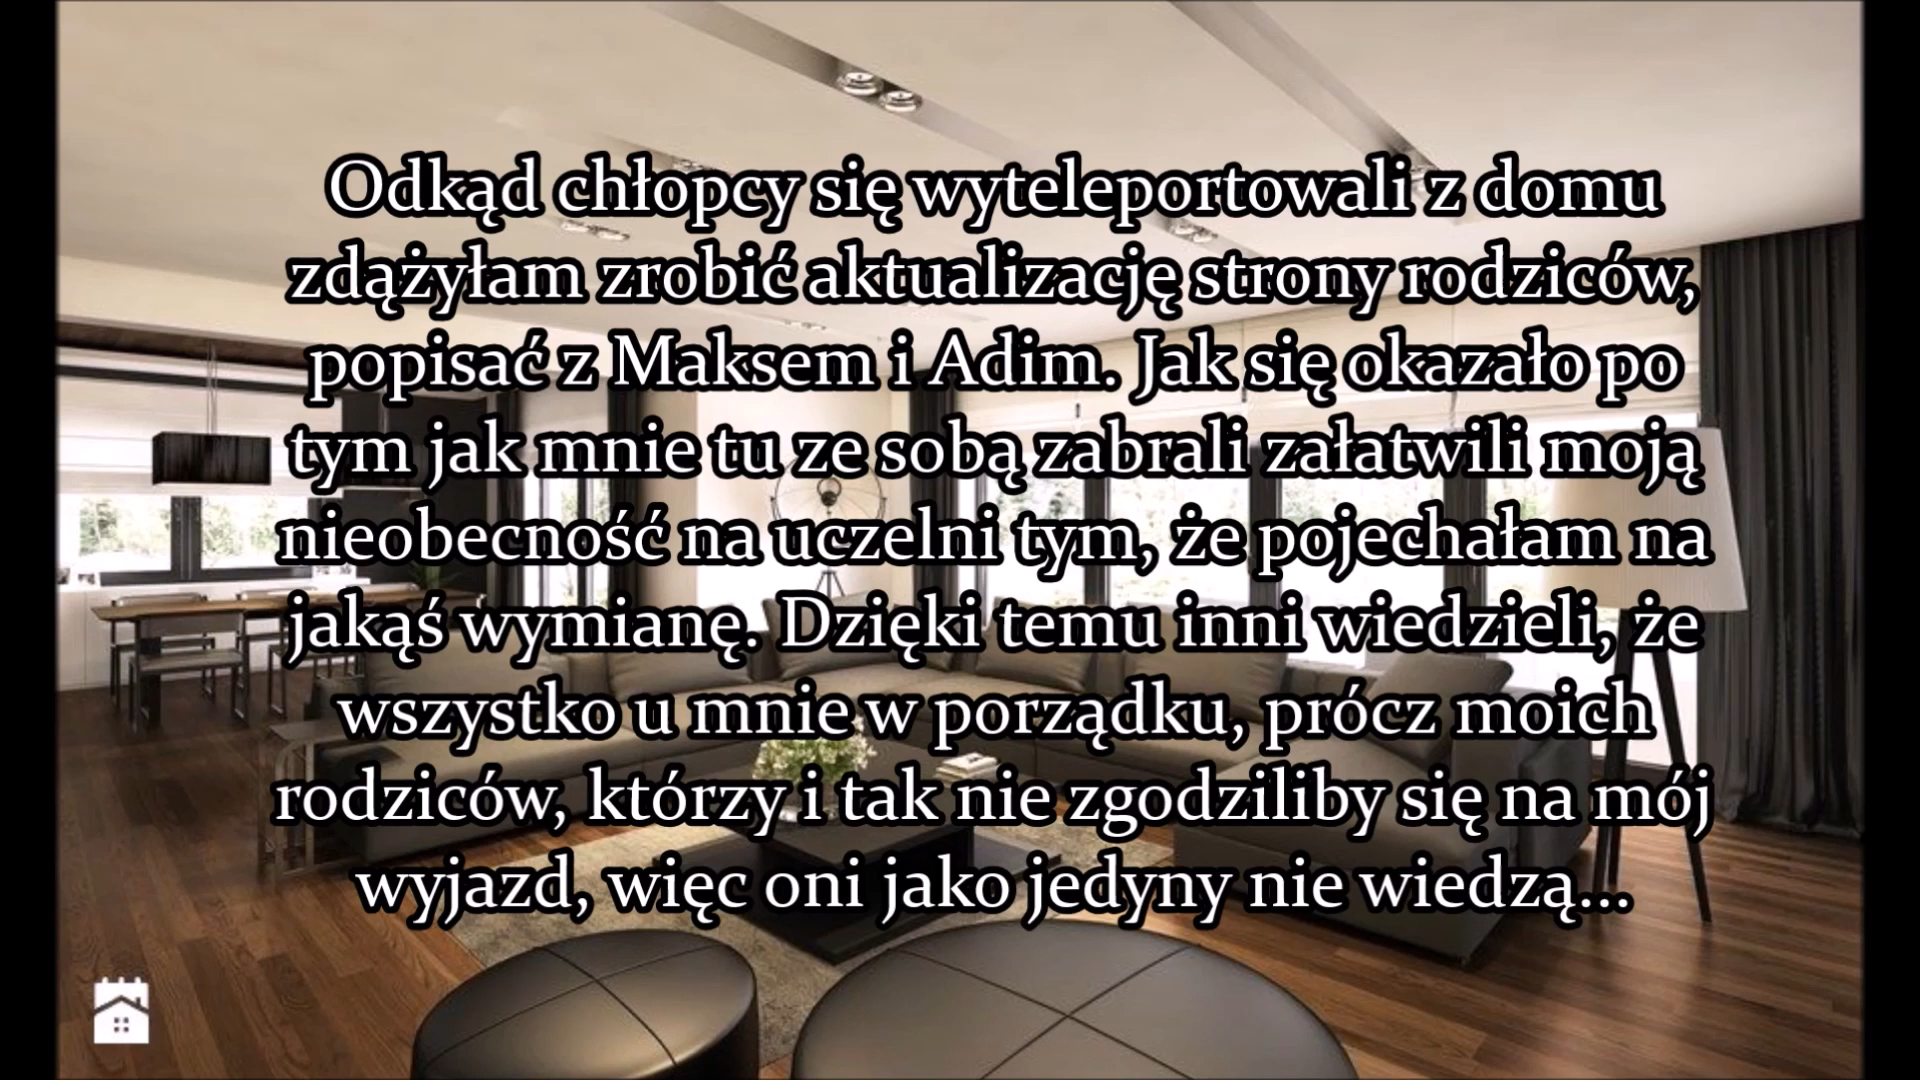 Odkąd chłopcy się wyteleportowali z domu
zdążyłam zrobić aktualizację strony rodziców,
popisać z Maksem i Adim. Jak się okazało po
tym jak mnie tu ze sobą zabrali załatwili moją
nieobecność na uczelni tym, że pojechałam na
jakąś wymianę. Dzięki temu inni wiedzieli, że
wszystko u mnie w porządku, prócz moich
rodziców, którzy i tak nie zgodziliby się na mój
wyjazd, więc oni jako jedyny nie wiedzą...